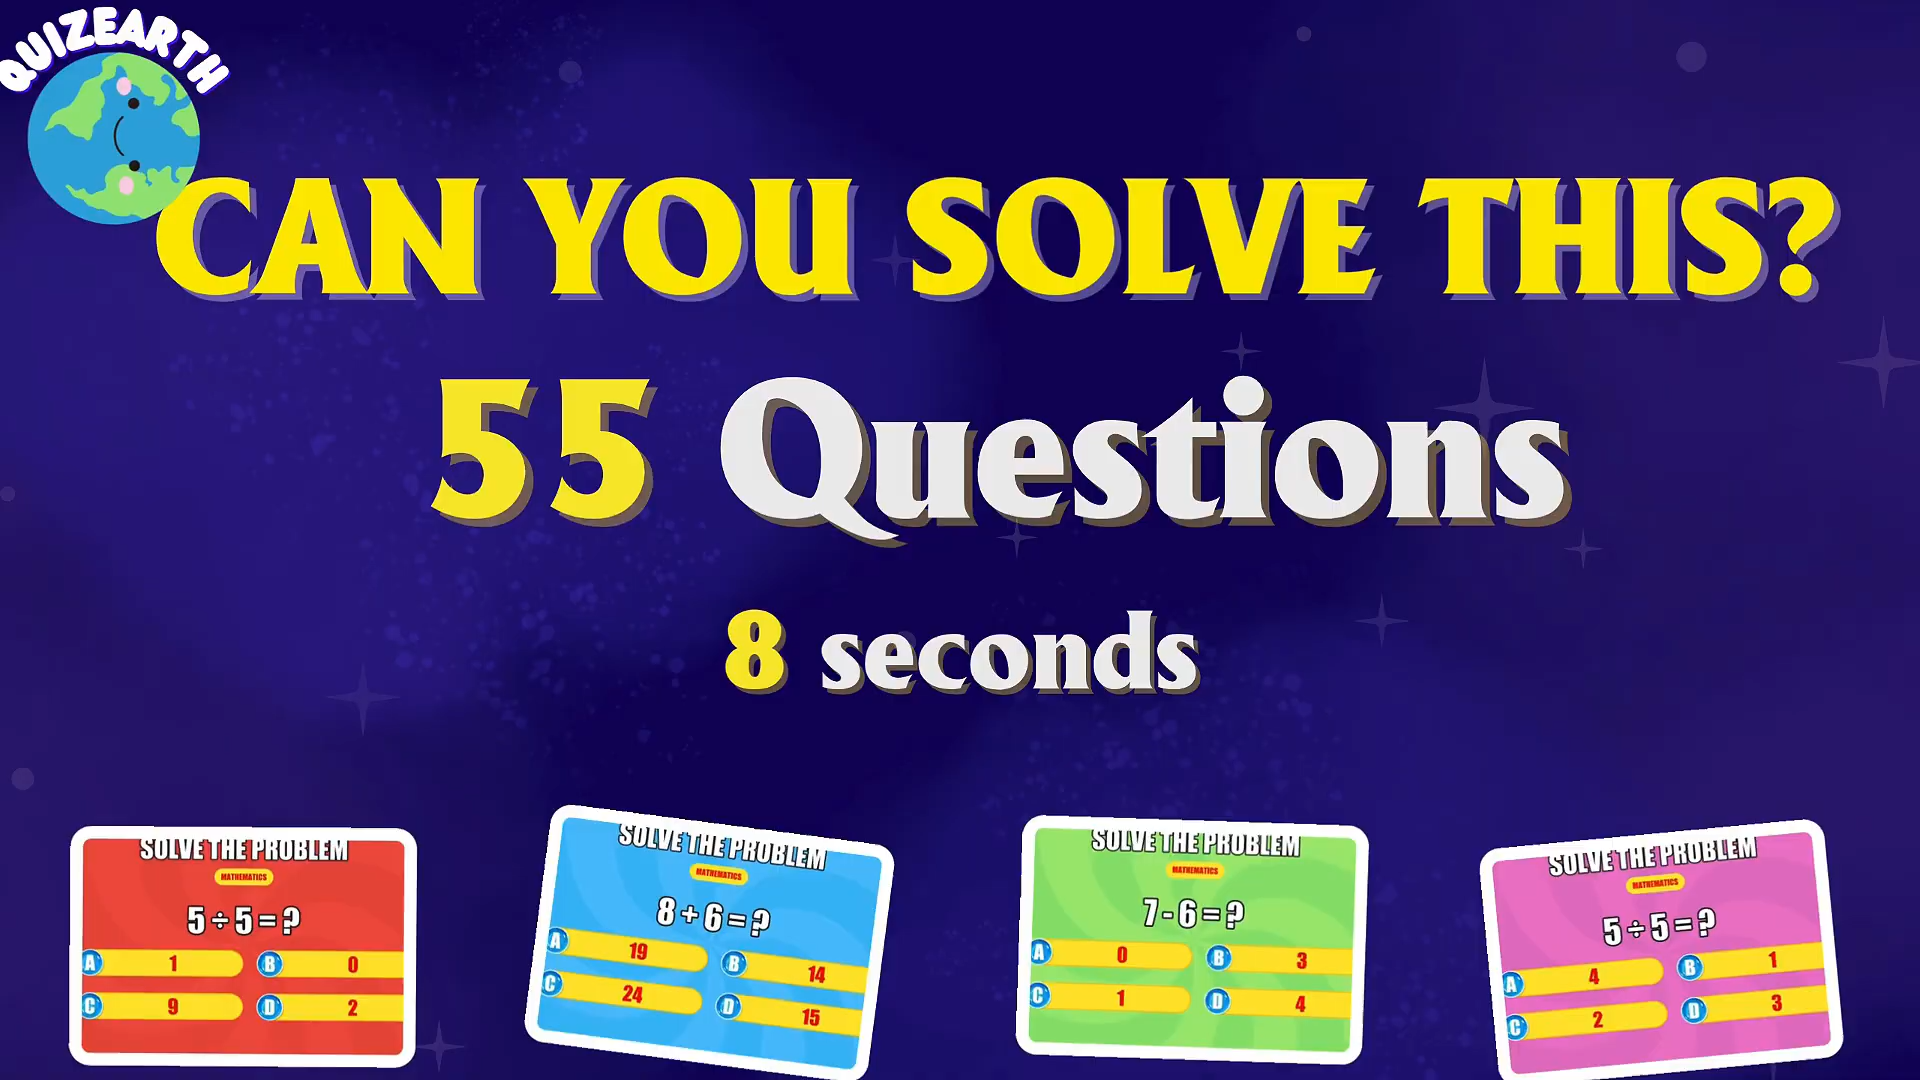 QUIZEARTH
CAN YOU SOLVE THIS?
55 Questions
8 seconds
SOLVE THE PROBLEM
MATHEMATICS
5 ÷ 5 = ?
A 1 B 0
C 9 D 2
SOLVE THE PROBLEM
MATHEMATICS
8 + 6 = ?
A 19 B 14
C 24 D 15
SOLVE THE PROBLEM
MATHEMATICS
7 - 6 = ?
A 0 B 3
C 1 D 4
SOLVE THE PROBLEM
MATHEMATICS
5 ÷ 5 = ?
A 4 B 1
C 2 D 3